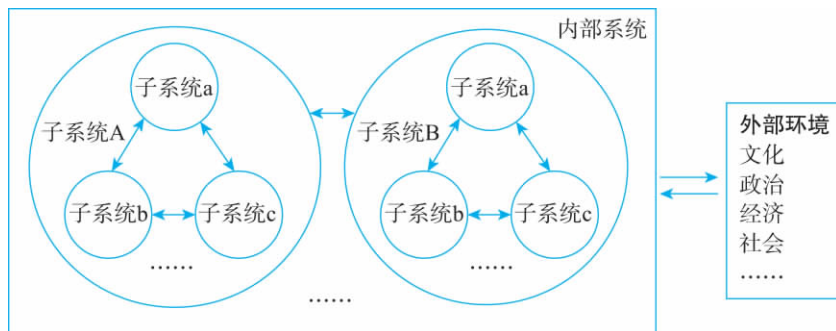 内部系统
子系统A
子系统a
子系统b
子系统c
……
子系统B
子系统a
子系统b
子系统c
……
……
外部环境
文化
政治
经济
社会
……